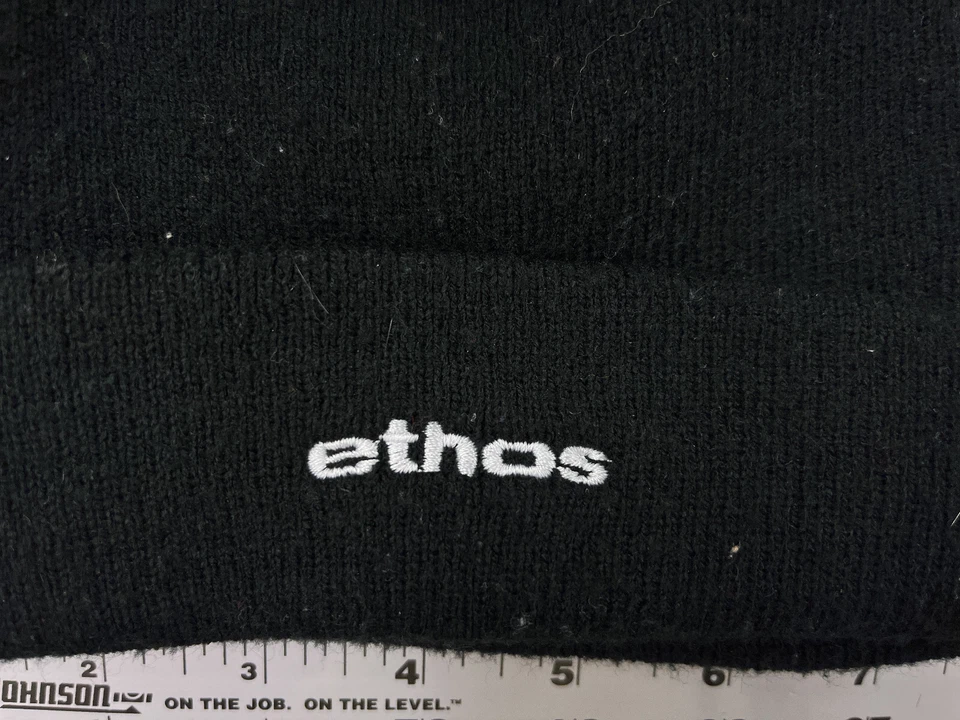 ethos
2 3 4 5 6 7
OHNSON ON THE JOB. ON THE LEVEL.™